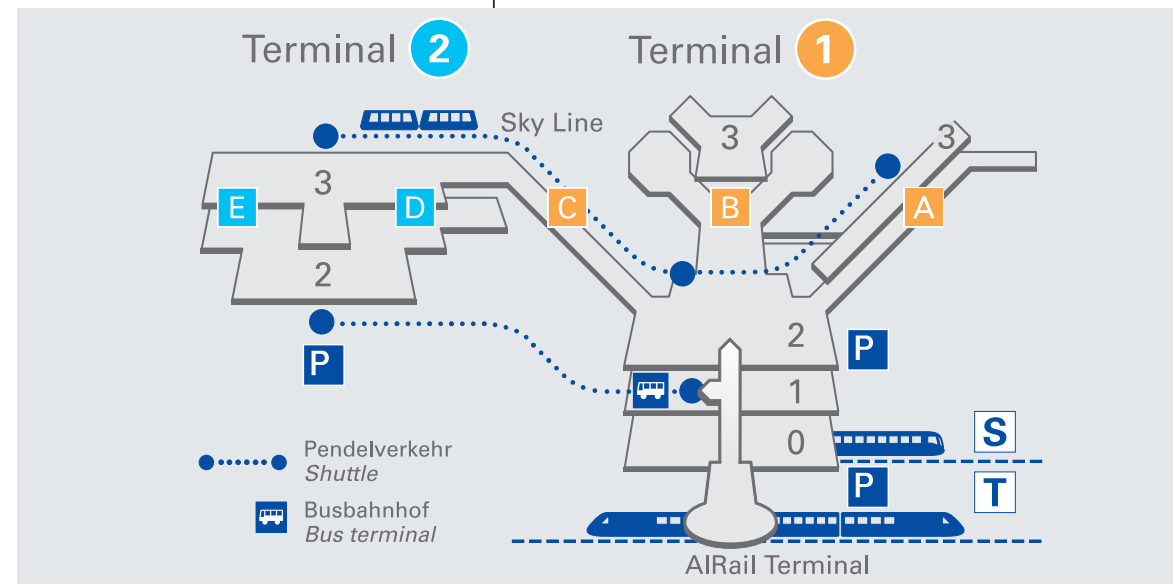 Terminal 2
Terminal 1
Sky Line
3
3
3
E
D
C
B
A
2
2
P
P
1
0
S
P
T
Pendelverkehr
Shuttle
Busbahnhof
Bus terminal
AIRail Terminal